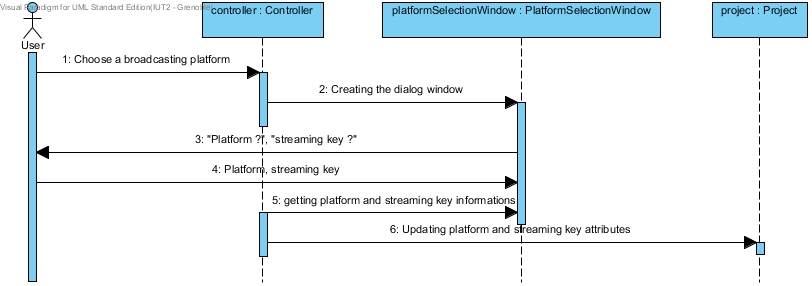 Visual Paradigm for UML Standard Edition(IUT2 - Grenoble
controller : Controller
platformSelectionWindow : PlatformSelectionWindow
project : Project
User
1: Choose a broadcasting platform
2: Creating the dialog window
3: "Platform ?", "streaming key ?"
4: Platform, streaming key
5: getting platform and streaming key informations
6: Updating platform and streaming key attributes